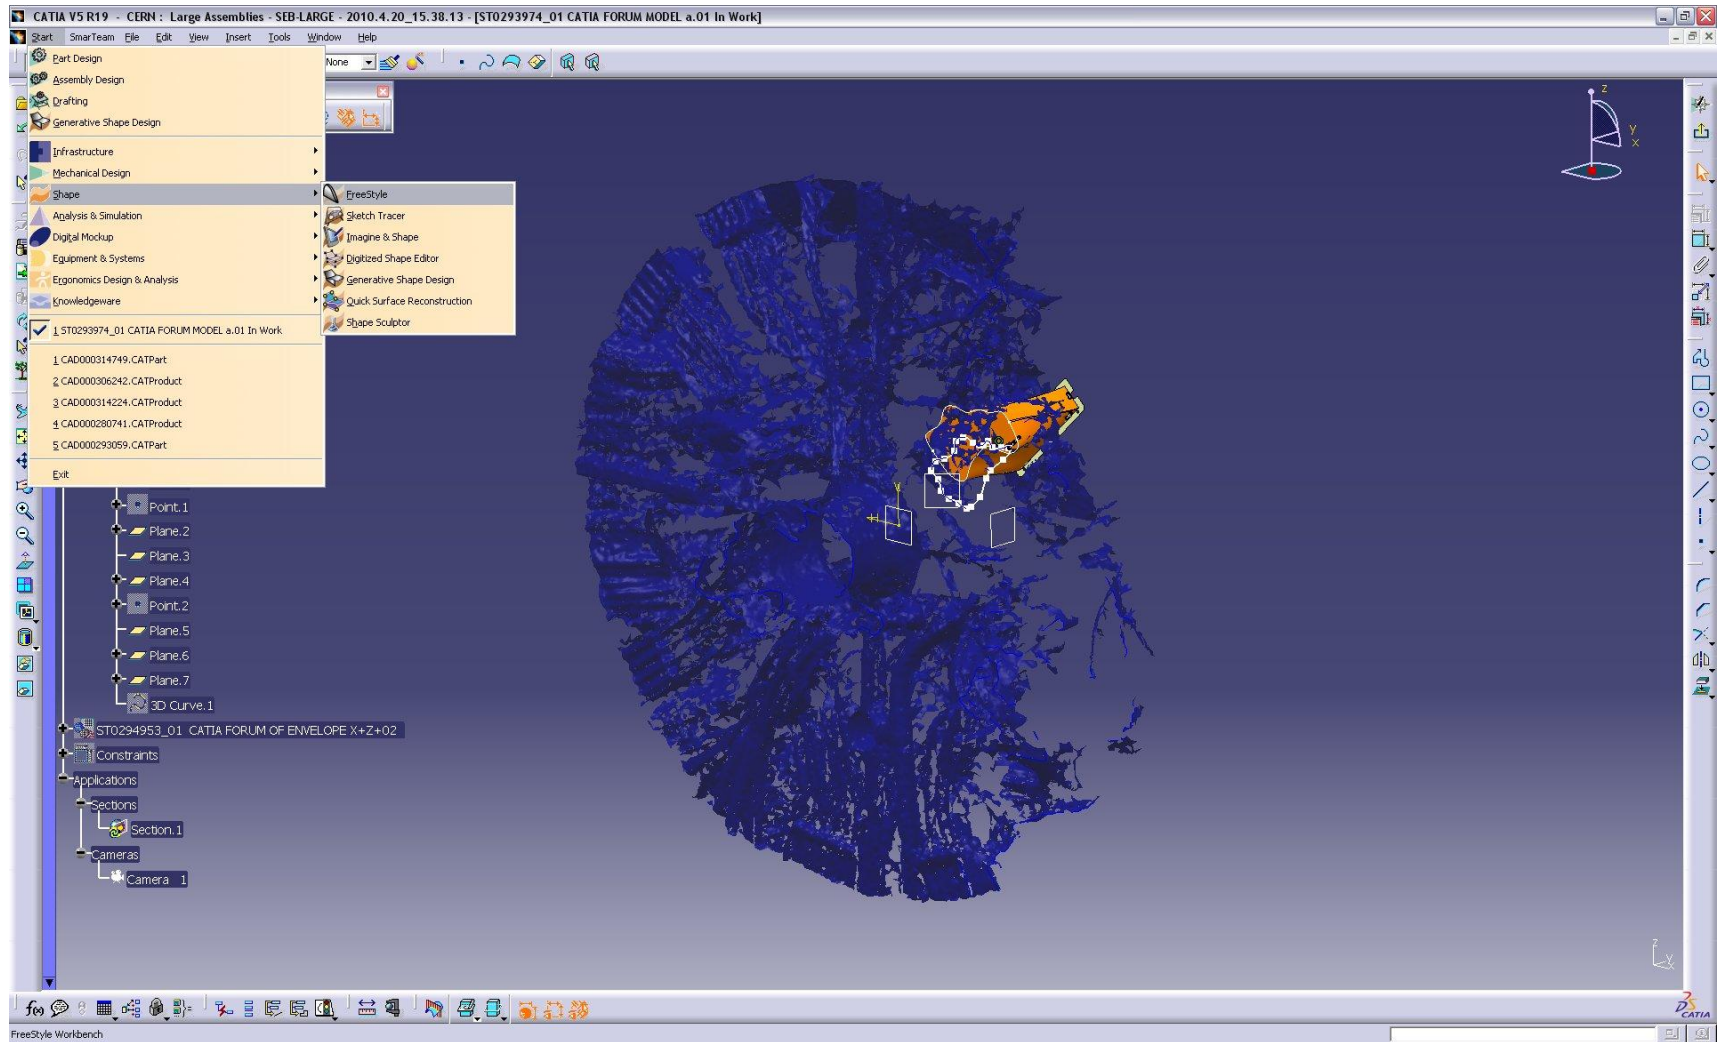 CATIA V5 R19 - CERN : Large Assemblies - SEB-LARGE - 2010.4.20_15.38.13 - [ST0293974_01 CATIA FORUM MODEL a.01 In Work]
Start SmarTeam File Edit View Insert Tools Window Help
None
Part Design
Assembly Design
Drafting
Generative Shape Design
Infrastructure
Mechanical Design
Shape
Analysis & Simulation
Digital Mockup
Equipment & Systems
Ergonomics Design & Analysis
Knowledgeware
1 ST0293974_01 CATIA FORUM MODEL a.01 In Work
1 CAD000314749.CATPart
2 CAD000306242.CATProduct
3 CAD000314224.CATProduct
4 CAD000280741.CATProduct
5 CAD000293059.CATPart
Exit
FreeStyle
Sketch Tracer
Imagine & Shape
Digitized Shape Editor
Generative Shape Design
Quick Surface Reconstruction
Shape Sculptor
Point.1
Plane.2
Plane.3
Plane.4
Point.2
Plane.5
Plane.6
Plane.7
3D Curve.1
ST0294953_01 CATIA FORUM OF ENVELOPE X+Z+02
Constraints
Applications
Sections
Section.1
Cameras
Camera 1
z
y
x
V
H
z
y
x
f(x)
DS
CATIA
FreeStyle Workbench